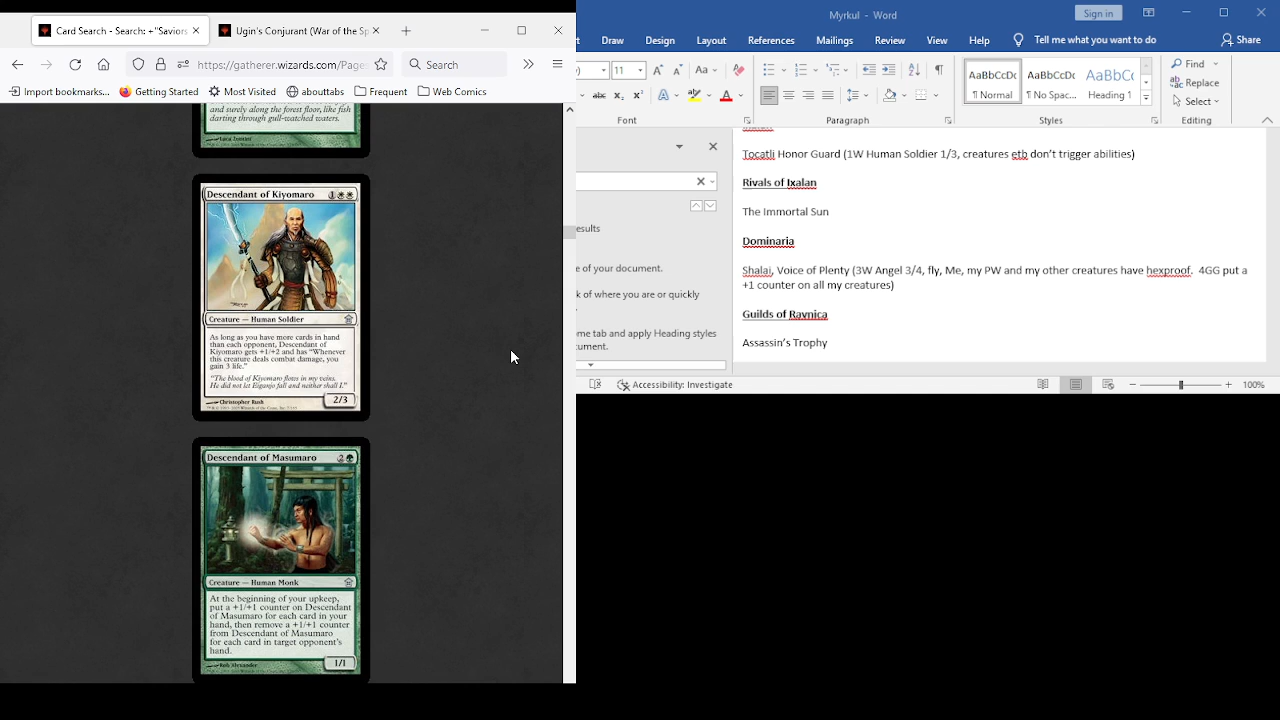 Card Search - Search: +"Saviors
Ugin's Conjurant (War of the Sp
https://gatherer.wizards.com/Page
Search
Import bookmarks...
Getting Started
Most Visited
abouttabs
Frequent
Web Comics
and surely along the forest floor, like fish
darting through gull-watched waters.
Descendant of Kiyomaro
1
Creature — Human Soldier
As long as you have more cards in hand
than each opponent, Descendant of
Kiyomaro gets +1/+2 and has "Whenever
this creature deals combat damage, you
gain 3 life."
"The blood of Kiyomaro flows in my veins.
He did not let Eiganjo fall and neither shall I."
Christopher Rush
2/3
Descendant of Masumaro
2
Creature — Human Monk
At the beginning of your upkeep,
put a +1/+1 counter on Descendant
of Masumaro for each card in your
hand, then remove a +1/+1 counter
from Descendant of Masumaro
for each card in target opponent's
hand.
Rob Alexander
1/1
Myrkul - Word
Sign in
Draw
Design
Layout
References
Mailings
Review
View
Help
Tell me what you want to do
Share
11
Aa
abc
x₂
x²
A
AaBbCcDc
AaBbCcDc
AaBbCc
¶ Normal
¶ No Spac...
Heading 1
Find
Replace
Select
Font
Paragraph
Styles
Editing
esults
e of your document.
k of where you are or quickly
ome tab and apply Heading styles
cument.
Tocatli Honor Guard (1W Human Soldier 1/3, creatures etb don't trigger abilities)
Rivals of Ixalan
The Immortal Sun
Dominaria
Shalai, Voice of Plenty (3W Angel 3/4, fly, Me, my PW and my other creatures have hexproof.  4GG put a
+1 counter on all my creatures)
Guilds of Ravnica
Assassin's Trophy
Accessibility: Investigate
100%